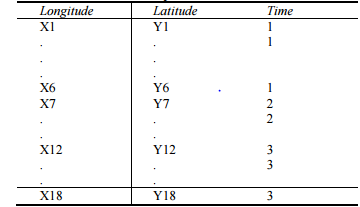 Longitude Latitude Time
X1 Y1 1
. . 1
. .
. .
X6 Y6 . 1
X7 Y7 2
. . 2
. .
X12 Y12 3
. . 3
. .
X18 Y18 3